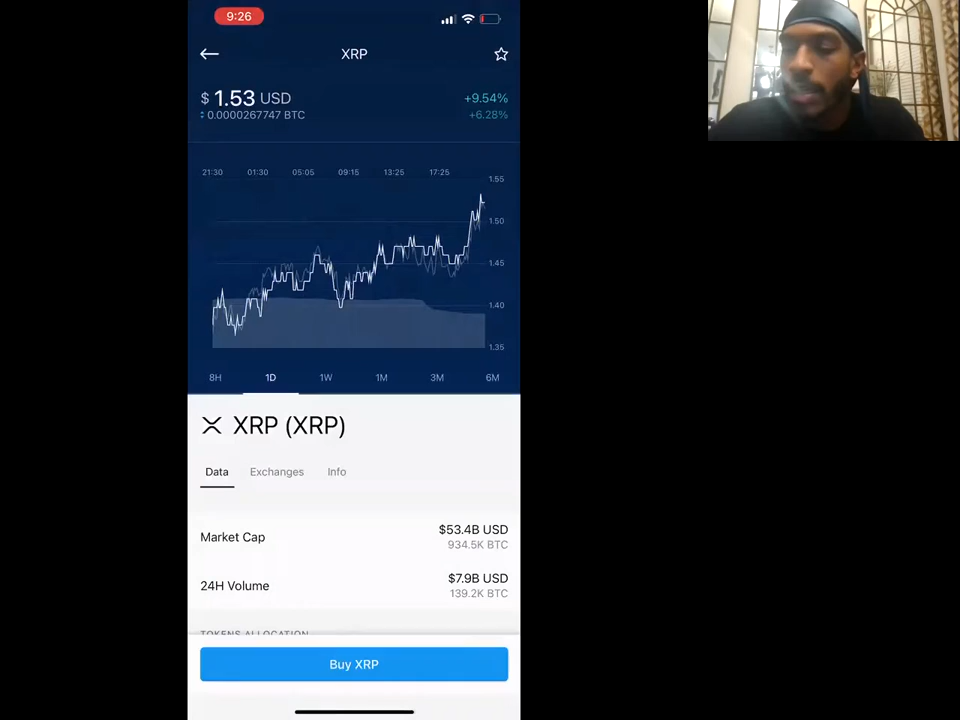 9:26
XRP
$ 1.53 USD
+9.54%
0.0000267747 BTC
+6.28%
21:30 01:30 05:05 09:15 13:25 17:25
1.55
1.50
1.45
1.40
1.35
8H 1D 1W 1M 3M 6M
XRP (XRP)
Data Exchanges Info
Market Cap
$53.4B USD
934.5K BTC
24H Volume
$7.9B USD
139.2K BTC
TOKENS ALLOCATION
Buy XRP